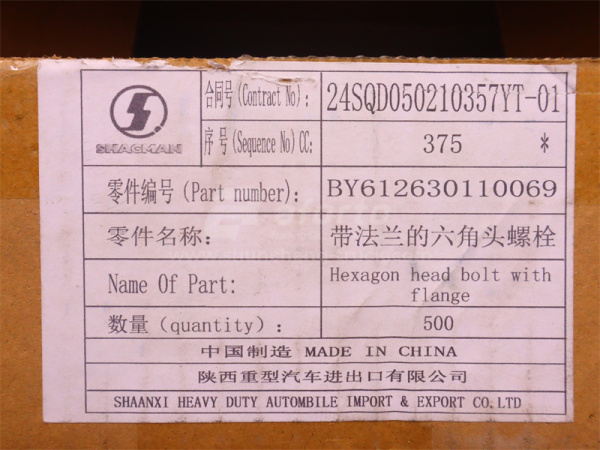 SHACMAN
合同号(Contract No): 24SQD050210357YT-01
序号(Sequence No)CC: 375 *
零件编号(Part number): BY612630110069
零件名称: 带法兰的六角头螺栓
Name Of Part: Hexagon head bolt with
flange
数量(quantity): 500
中国制造 MADE IN CHINA
陕西重型汽车进出口有限公司
SHAANXI HEAVY DUTY AUTOMBILE IMPORT & EXPORT CO.LTD